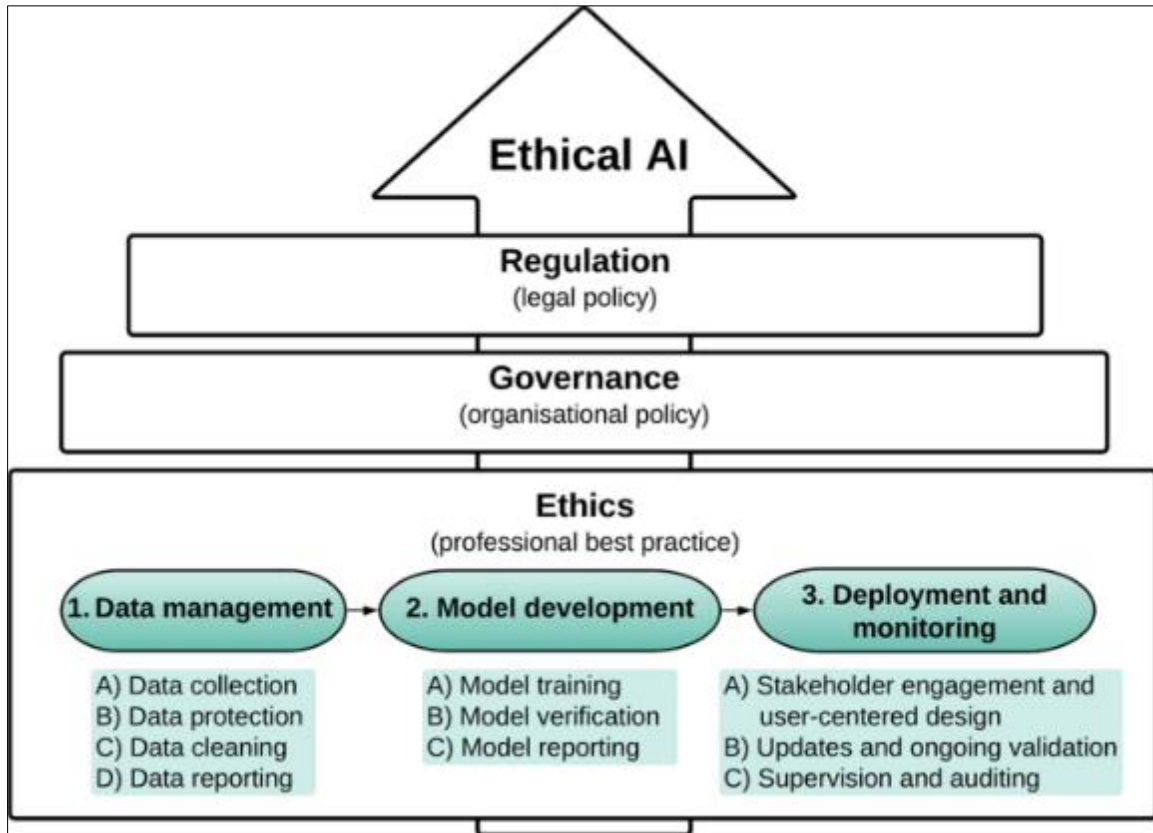 Ethical AI
Regulation
(legal policy)
Governance
(organisational policy)
Ethics
(professional best practice)
1. Data management
A) Data collection
B) Data protection
C) Data cleaning
D) Data reporting
2. Model development
A) Model training
B) Model verification
C) Model reporting
3. Deployment and
monitoring
A) Stakeholder engagement and
user-centered design
B) Updates and ongoing validation
C) Supervision and auditing